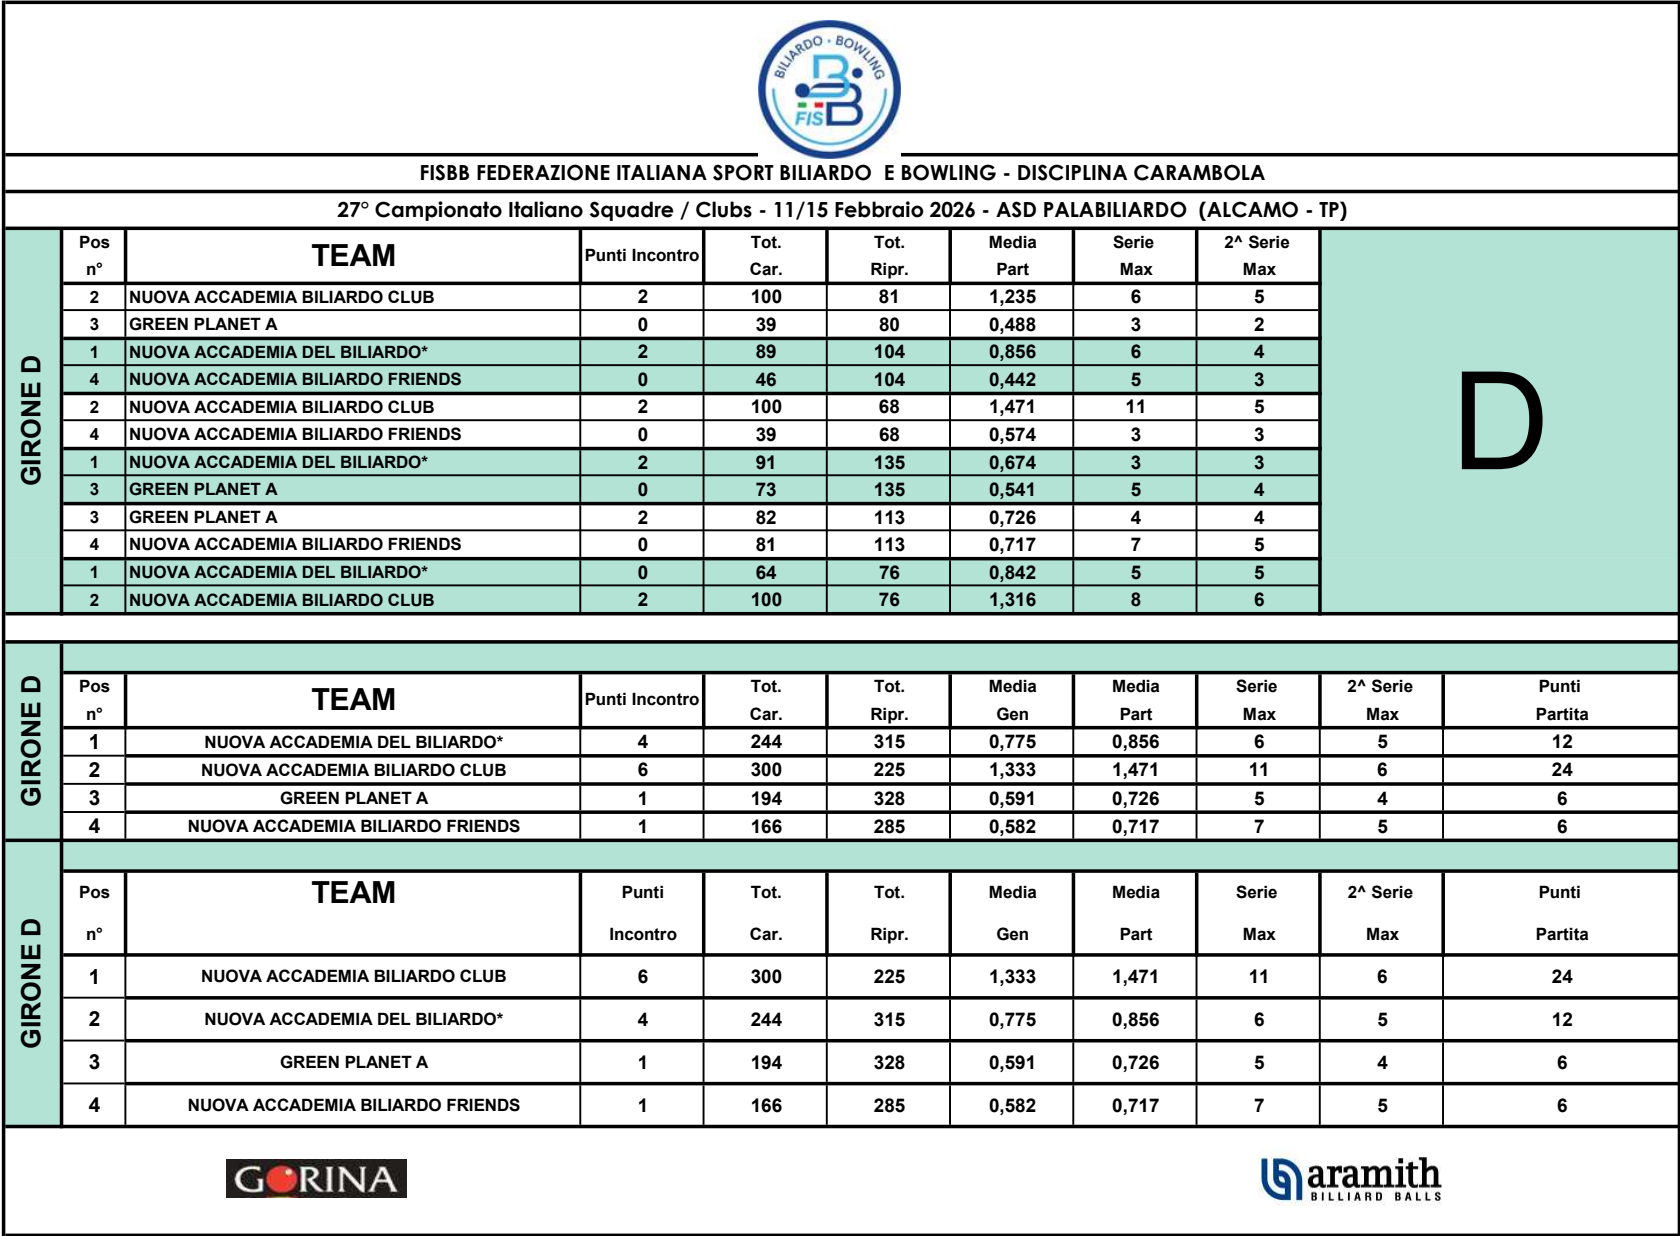 BILIARDO - BOWLING
FISBB
FISBB FEDERAZIONE ITALIANA SPORT BILIARDO E BOWLING - DISCIPLINA CARAMBOLA
27° Campionato Italiano Squadre / Clubs - 11/15 Febbraio 2026 - ASD PALABILIARDO (ALCAMO - TP)
GIRONE D
Pos n° TEAM Punti Incontro Tot. Car. Tot. Ripr. Media Part Serie Max 2^ Serie Max
2 NUOVA ACCADEMIA BILIARDO CLUB 2 100 81 1,235 6 5
3 GREEN PLANET A 0 39 80 0,488 3 2
1 NUOVA ACCADEMIA DEL BILIARDO* 2 89 104 0,856 6 4
4 NUOVA ACCADEMIA BILIARDO FRIENDS 0 46 104 0,442 5 3
2 NUOVA ACCADEMIA BILIARDO CLUB 2 100 68 1,471 11 5
4 NUOVA ACCADEMIA BILIARDO FRIENDS 0 39 68 0,574 3 3
1 NUOVA ACCADEMIA DEL BILIARDO* 2 91 135 0,674 3 3
3 GREEN PLANET A 0 73 135 0,541 5 4
3 GREEN PLANET A 2 82 113 0,726 4 4
4 NUOVA ACCADEMIA BILIARDO FRIENDS 0 81 113 0,717 7 5
1 NUOVA ACCADEMIA DEL BILIARDO* 0 64 76 0,842 5 5
2 NUOVA ACCADEMIA BILIARDO CLUB 2 100 76 1,316 8 6
D
GIRONE D
Pos n° TEAM Punti Incontro Tot. Car. Tot. Ripr. Media Gen Media Part Serie Max 2^ Serie Max Punti Partita
1 NUOVA ACCADEMIA DEL BILIARDO* 4 244 315 0,775 0,856 6 5 12
2 NUOVA ACCADEMIA BILIARDO CLUB 6 300 225 1,333 1,471 11 6 24
3 GREEN PLANET A 1 194 328 0,591 0,726 5 4 6
4 NUOVA ACCADEMIA BILIARDO FRIENDS 1 166 285 0,582 0,717 7 5 6
GIRONE D
Pos n° TEAM Punti Incontro Tot. Car. Tot. Ripr. Media Gen Media Part Serie Max 2^ Serie Max Punti Partita
1 NUOVA ACCADEMIA BILIARDO CLUB 6 300 225 1,333 1,471 11 6 24
2 NUOVA ACCADEMIA DEL BILIARDO* 4 244 315 0,775 0,856 6 5 12
3 GREEN PLANET A 1 194 328 0,591 0,726 5 4 6
4 NUOVA ACCADEMIA BILIARDO FRIENDS 1 166 285 0,582 0,717 7 5 6
GORINA
aramith
BILLIARD BALLS